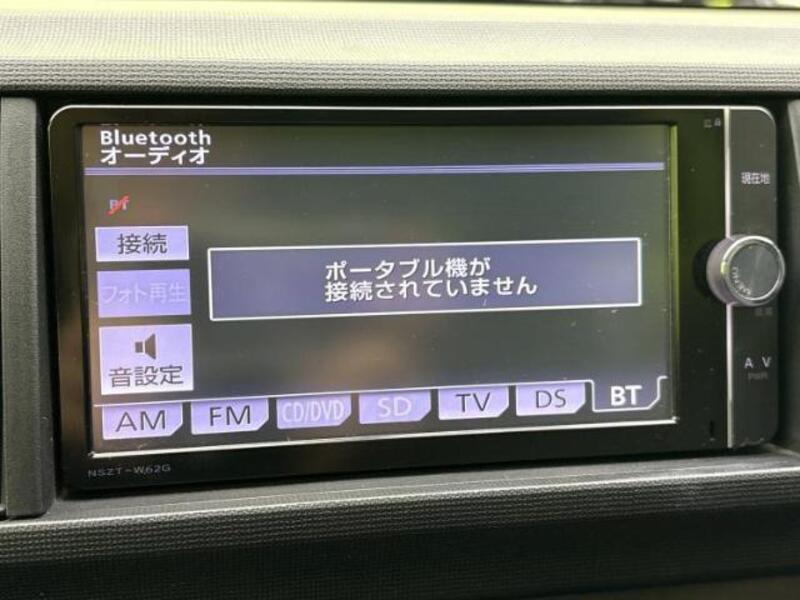 Bluetooth
オーディオ
接続
フォト再生
音設定
ポータブル機が
接続されていません
AM FM CD/DVD SD TV DS BT
現在地
MENU
A V
PWR
NSZT-W62G